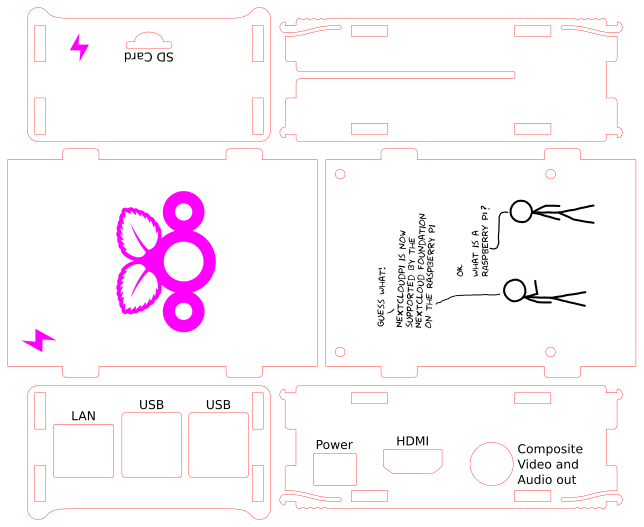 SD Card
GUESS WHAT?
NEXTCLOUDPI IS NOW
SUPPORTED BY THE
NEXTCLOUD FOUNDATION
ON THE RASPBERRY PI
OK
WHAT IS A
RASPBERRY PI?
LAN
USB
USB
Power
HDMI
Composite
Video and
Audio out